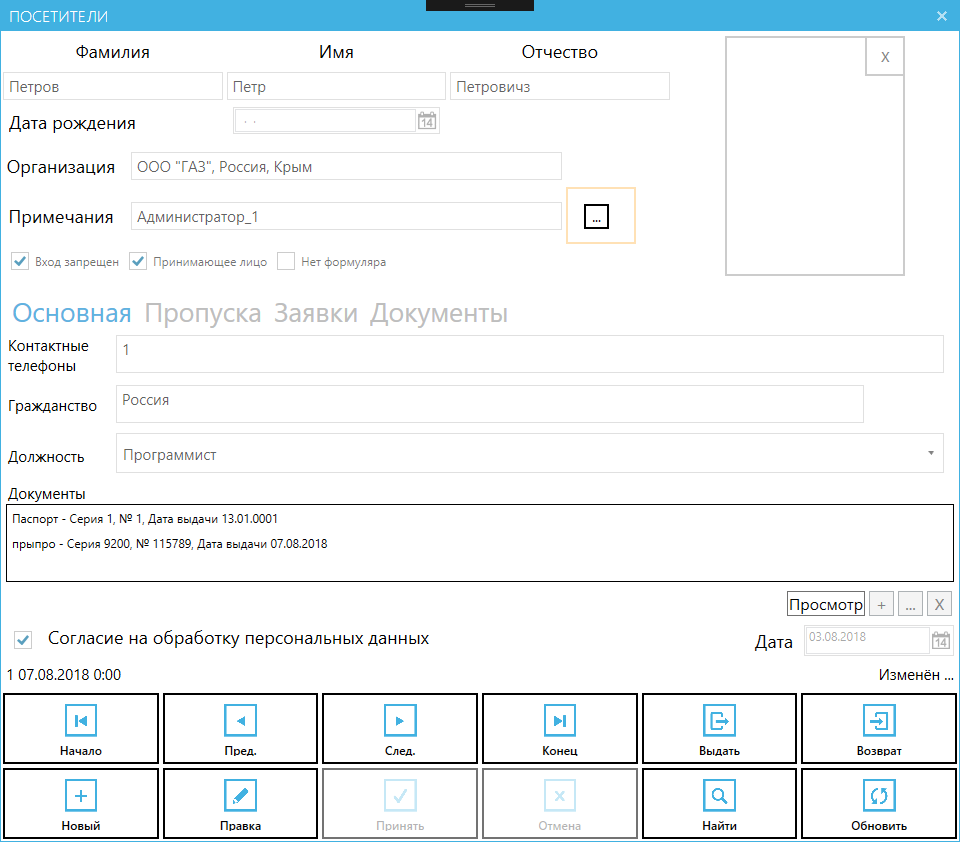 ПОСЕТИТЕЛИ
Фамилия Имя Отчество
X
Петров Петр Петровичз
Дата рождения . . 14
Организация ООО "ГАЗ", Россия, Крым
Примечания Администратор_1 ...
Вход запрещен Принимающее лицо Нет формуляра
Основная Пропуска Заявки Документы
Контактные
телефоны
1
Гражданство Россия
Должность Программист
Документы
Паспорт - Серия 1, № 1, Дата выдачи 13.01.0001
прыпро - Серия 9200, № 115789, Дата выдачи 07.08.2018
Просмотр + ... X
Согласие на обработку персональных данных Дата 03.08.2018 14
1 07.08.2018 0:00 Изменён ...
Начало Пред. След. Конец Выдать Возврат
Новый Правка Принять Отмена Найти Обновить